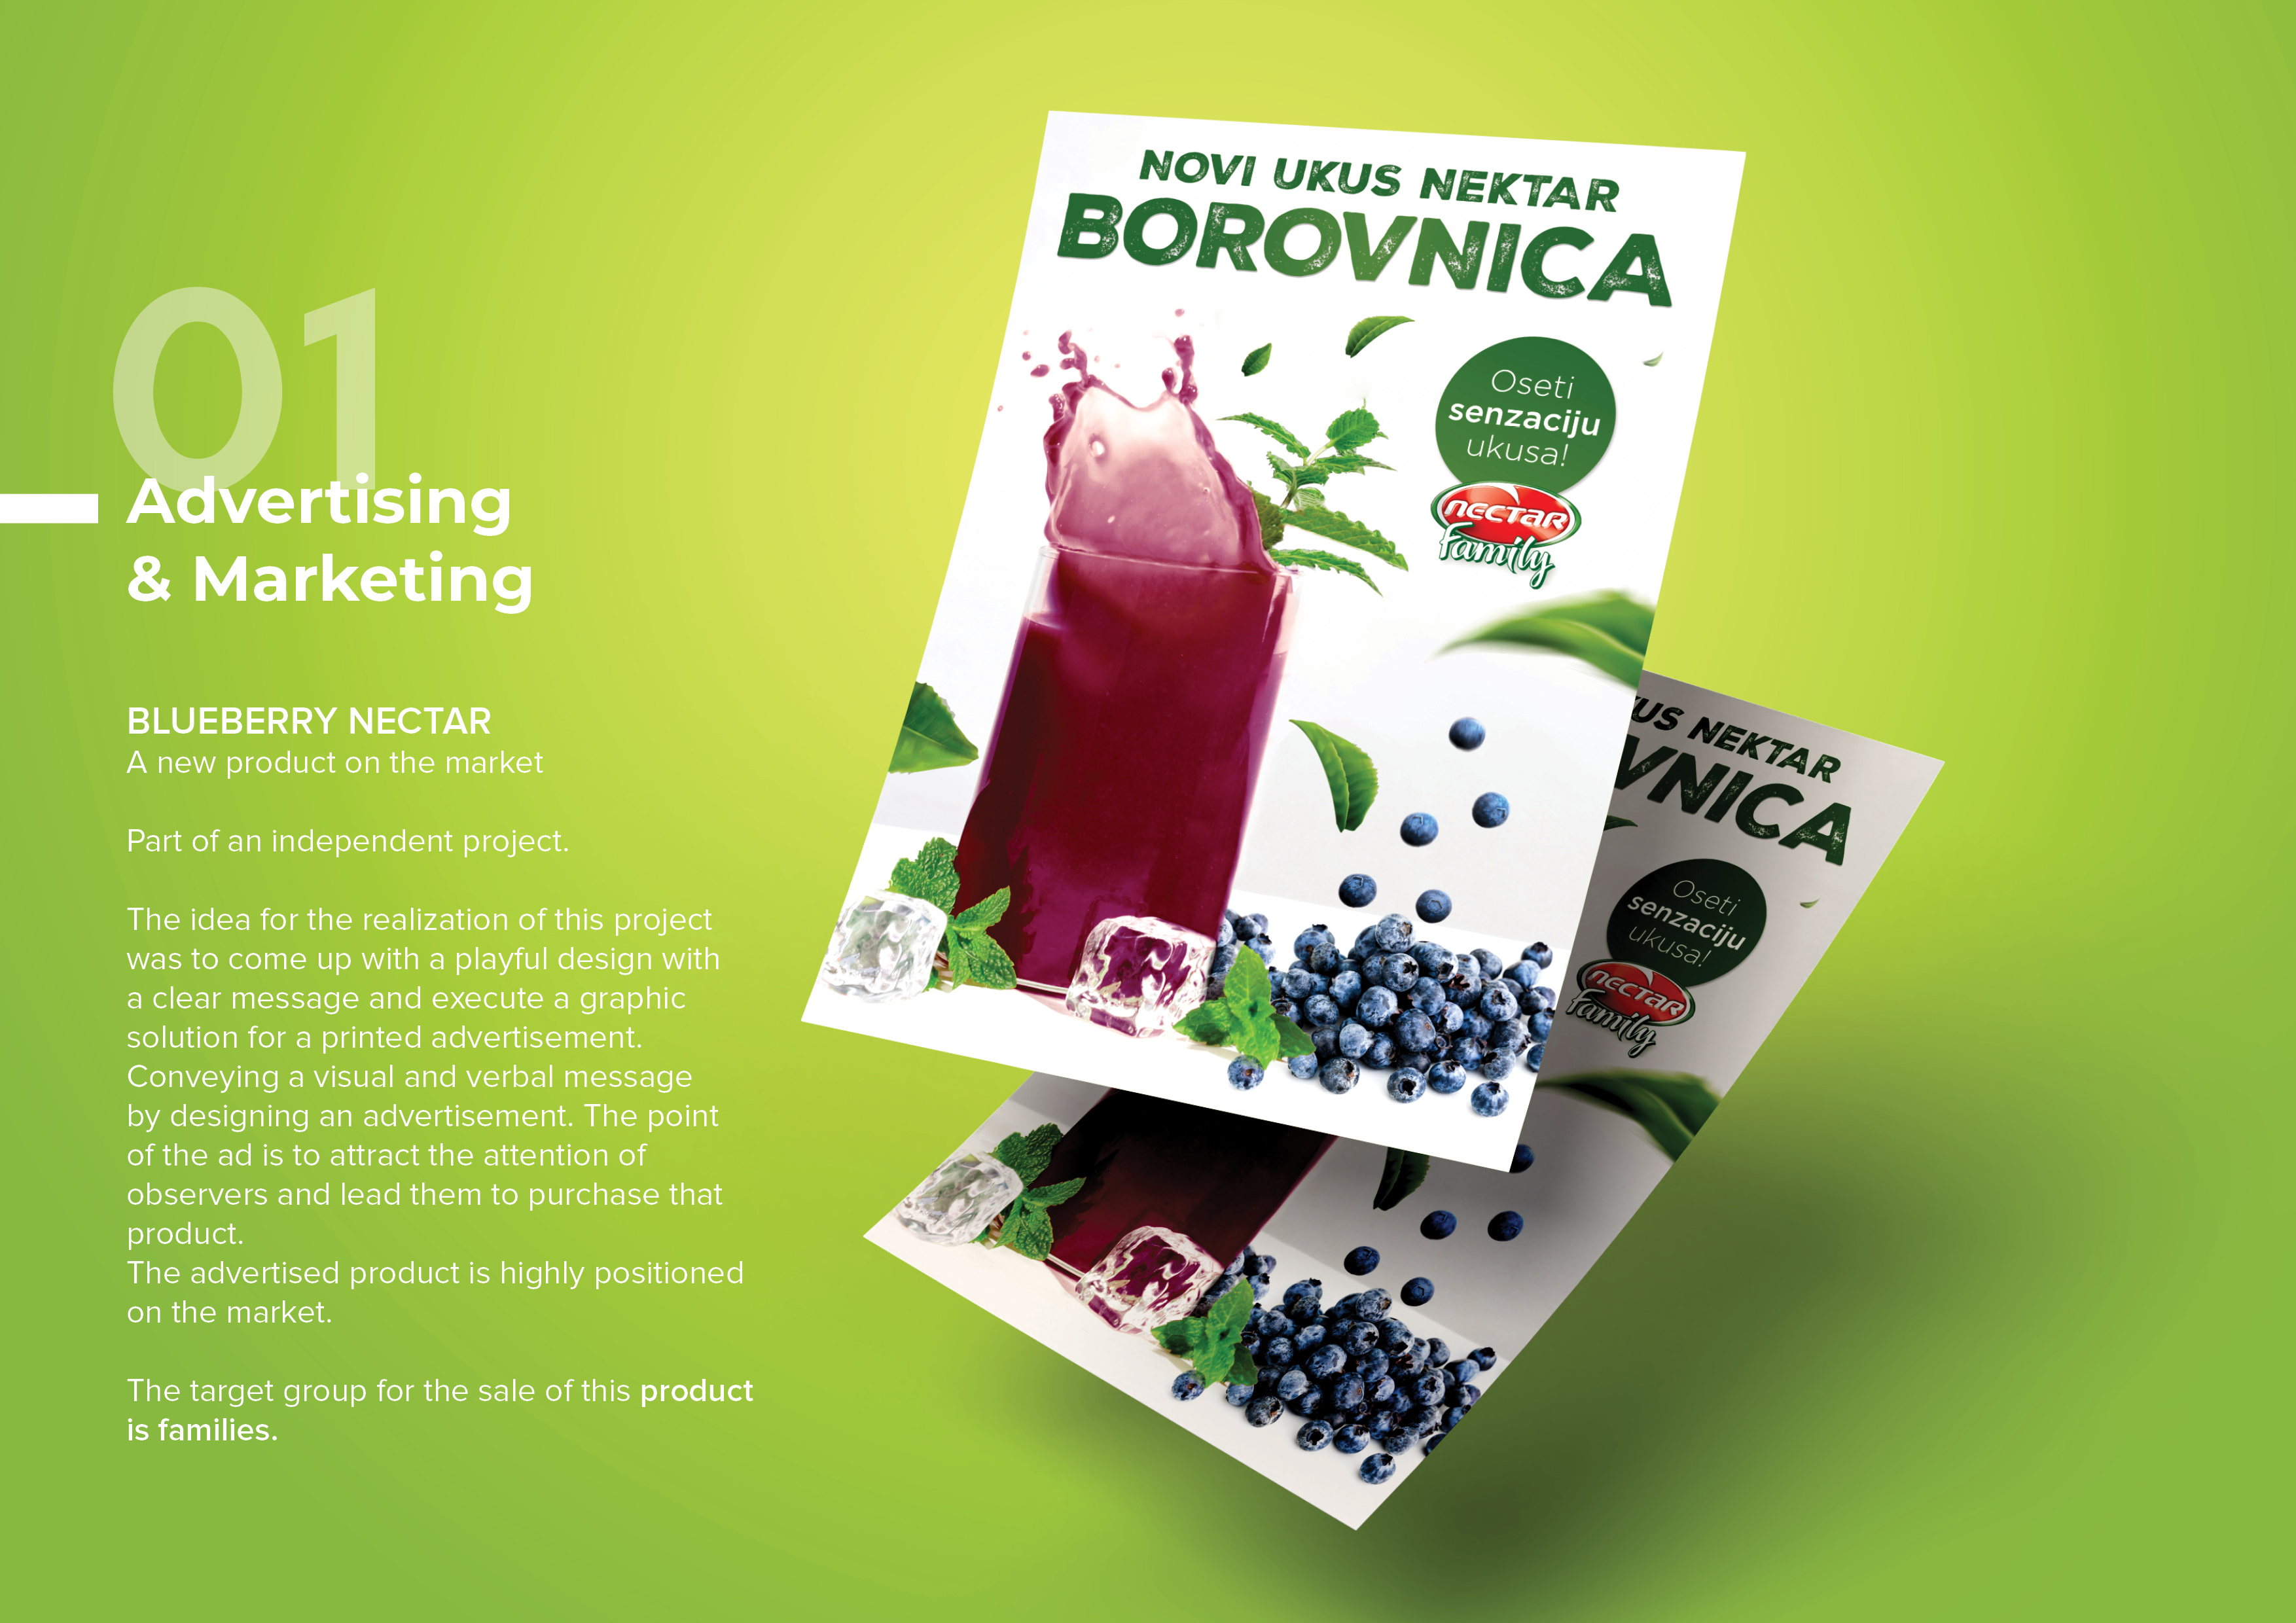 01
Advertising
& Marketing
BLUEBERRY NECTAR
A new product on the market
Part of an independent project.
The idea for the realization of this project
was to come up with a playful design with
a clear message and execute a graphic
solution for a printed advertisement.
Conveying a visual and verbal message
by designing an advertisement. The point
of the ad is to attract the attention of
observers and lead them to purchase that
product.
The advertised product is highly positioned
on the market.
The target group for the sale of this product
is families.
NOVI UKUS NEKTAR
BOROVNICA
Oseti
senzaciju
ukusa!
nectar
family
KUS NEKTAR
VNICA
Oseti
senzaciju
ukusa!
nectar
family